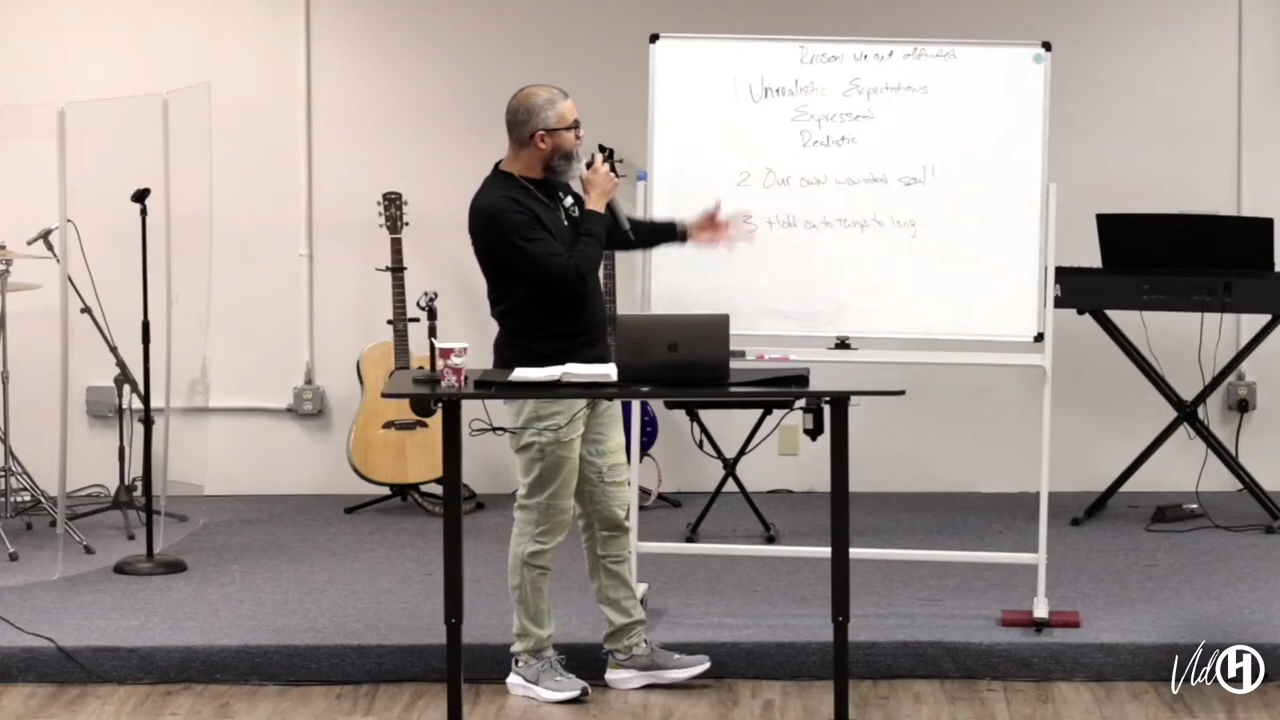 Reason we get offended
1 Unrealistic Expectations
Expressed
Realistic
2 Our own wounded soul!
3 Hold on to things to long..
Vlad H